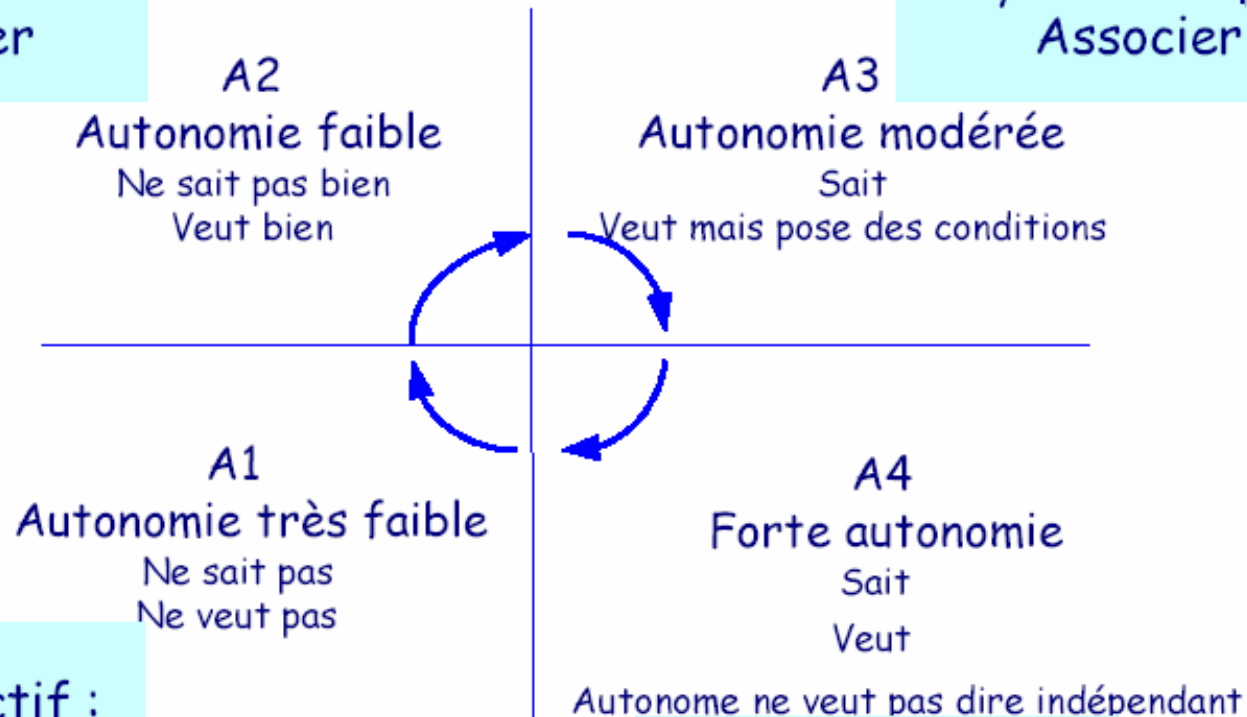 er
Associer
A2
Autonomie faible
Ne sait pas bien
Veut bien
A3
Autonomie modérée
Sait
Veut mais pose des conditions
A1
Autonomie très faible
Ne sait pas
Ne veut pas
A4
Forte autonomie
Sait
Veut
ctif :
Autonome ne veut pas dire indépendant